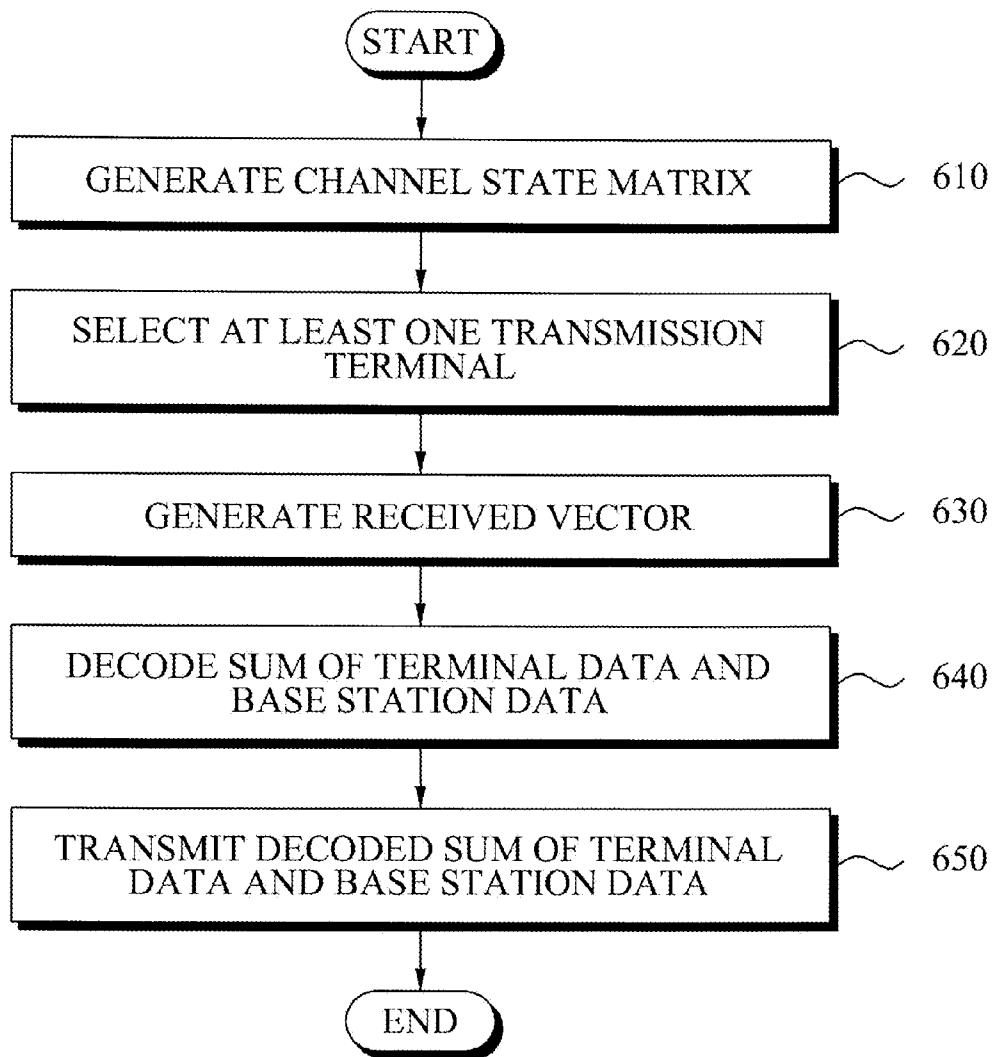 START
GENERATE CHANNEL STATE MATRIX
610
SELECT AT LEAST ONE TRANSMISSION
TERMINAL
620
GENERATE RECEIVED VECTOR
630
DECODE SUM OF TERMINAL DATA AND
BASE STATION DATA
640
TRANSMIT DECODED SUM OF TERMINAL
DATA AND BASE STATION DATA
650
END